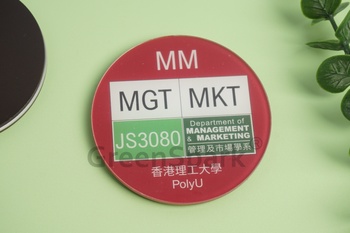 MM
MGT MKT
JS3080
Department of
MANAGEMENT
& MARKETING
管理及市場學系
GreenSpark®
香港理工大學
PolyU